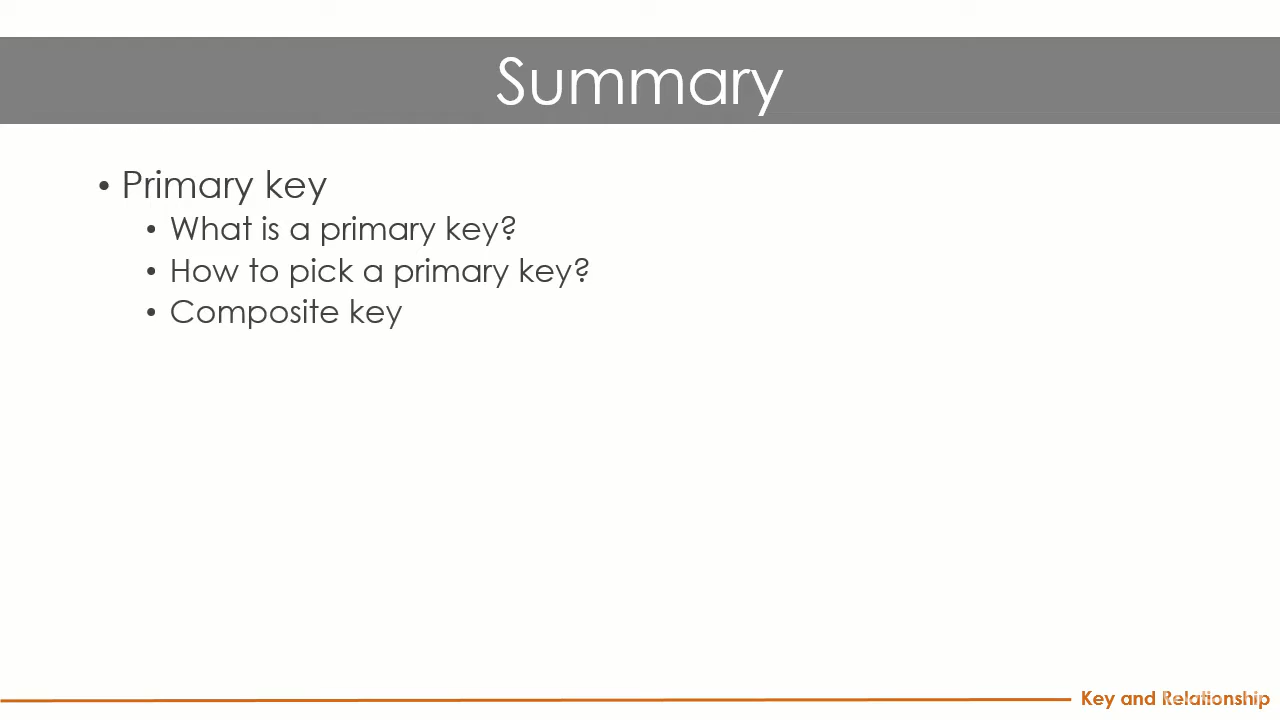 Summary
• Primary key
• What is a primary key?
• How to pick a primary key?
• Composite key
Key and Relationship